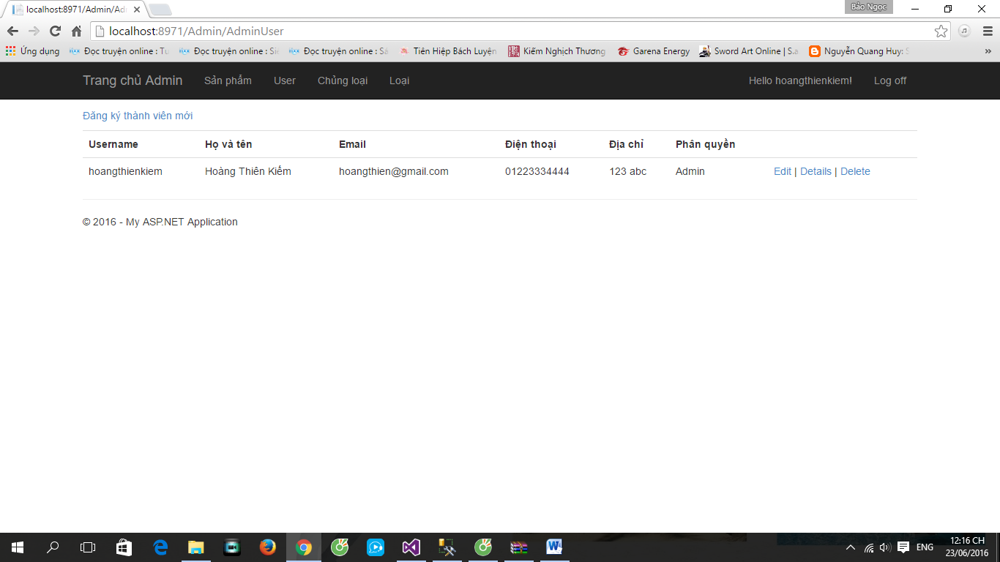 Bảo Ngọc
localhost:8971/Admin/Ad
localhost:8971/Admin/AdminUser
Ứng dụng Đọc truyện online : Tu Đọc truyện online : Siê Đọc truyện online : Sá Tiên Hiệp Bách Luyện Kiếm Nghịch Thương Garena Energy Sword Art Online | S.a Nguyễn Quang Huy: S »
Trang chủ Admin Sản phẩm User Chủng loại Loại Hello hoangthienkiem! Log off
Đăng ký thành viên mới
Username Họ và tên Email Điện thoại Địa chỉ Phân quyền
hoangthienkiem Hoàng Thiên Kiếm hoangthien@gmail.com 01223334444 123 abc Admin Edit | Details | Delete
© 2016 - My ASP.NET Application
ENG 12:16 CH
23/06/2016